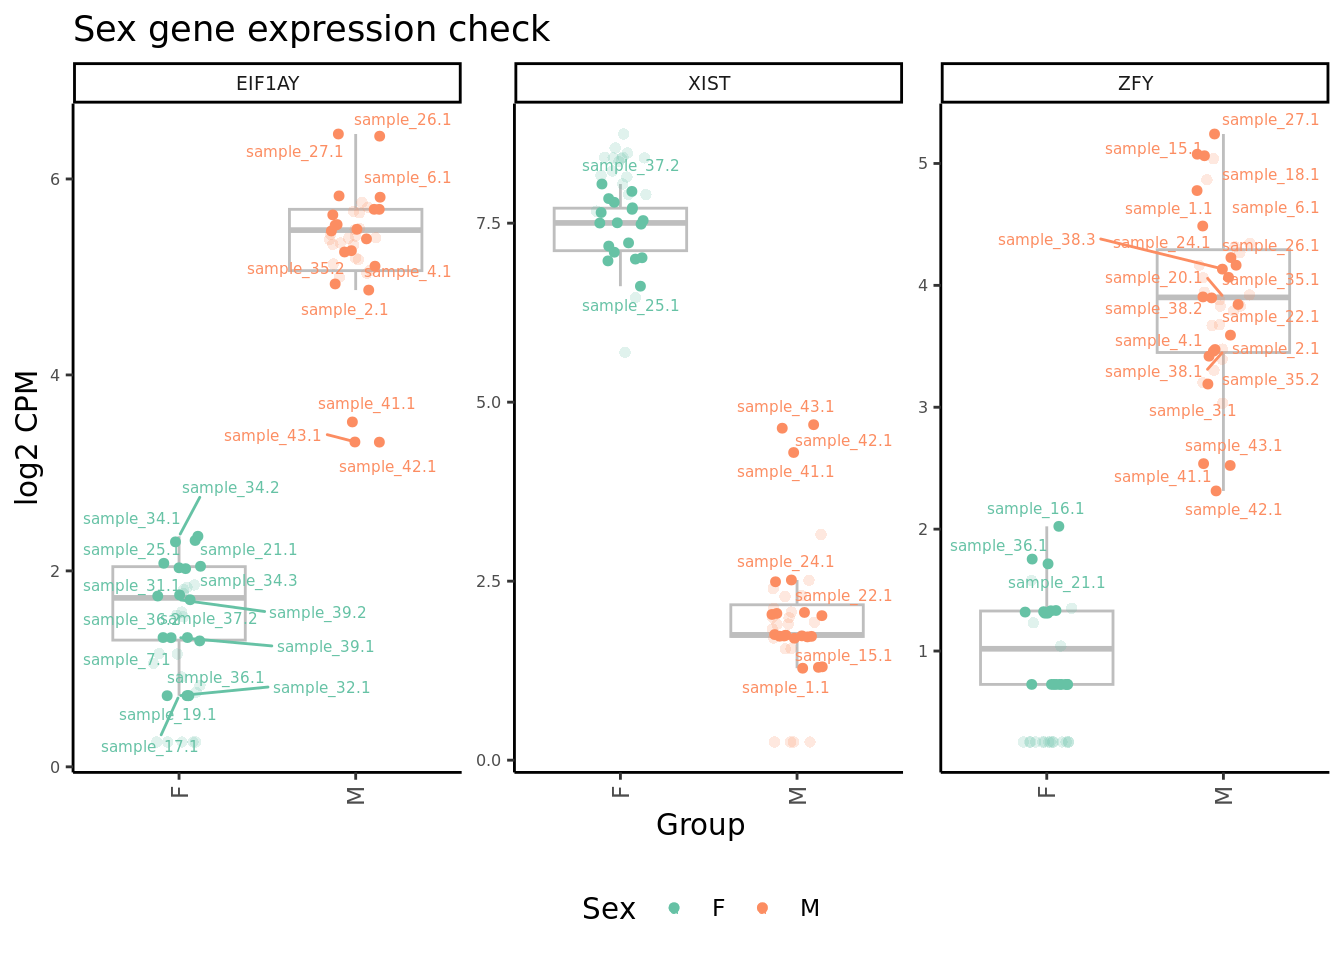 Sex gene expression check
EIF1AY
XIST
ZFY
log2 CPM
6
4
2
0
sample_26.1
sample_27.1
sample_6.1
sample_35.2
sample_4.1
sample_2.1
sample_41.1
sample_43.1
sample_42.1
sample_34.2
sample_34.1
sample_25.1
sample_21.1
sample_31.1
sample_34.3
sample_39.2
sample_36.2
sample_37.2
sample_39.1
sample_7.1
sample_36.1
sample_32.1
sample_19.1
sample_17.1
F
M
7.5
5.0
2.5
0.0
sample_37.2
sample_25.1
sample_43.1
sample_42.1
sample_41.1
sample_24.1
sample_22.1
sample_15.1
sample_1.1
F
M
5
4
3
2
1
sample_27.1
sample_15.1
sample_18.1
sample_1.1
sample_6.1
sample_38.3
sample_24.1
sample_26.1
sample_20.1
sample_35.1
sample_38.2
sample_22.1
sample_4.1
sample_2.1
sample_38.1
sample_35.2
sample_3.1
sample_43.1
sample_41.1
sample_42.1
sample_16.1
sample_36.1
sample_21.1
F
M
Group
Sex
F
M